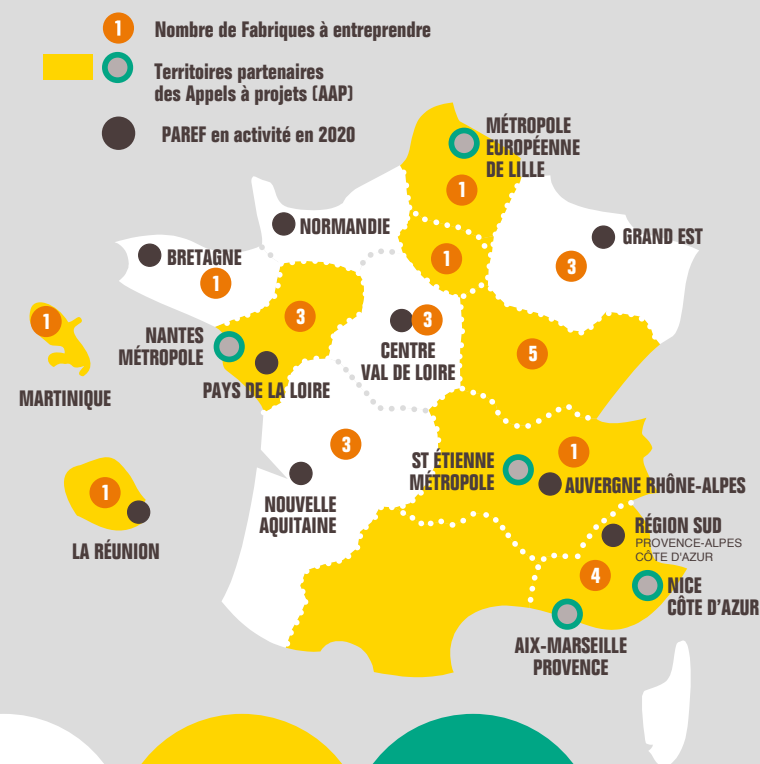 1 Nombre de Fabriques à entreprendre
Territoires partenaires
des Appels à projets (AAP)
PAREF en activité en 2020
MÉTROPOLE
EUROPÉENNE
DE LILLE
1
NORMANDIE
GRAND EST
3
BRETAGNE
1
1
3
NANTES
MÉTROPOLE
PAYS DE LA LOIRE
3
CENTRE
VAL DE LOIRE
5
1
MARTINIQUE
3
NOUVELLE
AQUITAINE
ST ÉTIENNE
MÉTROPOLE
1
AUVERGNE RHÔNE-ALPES
1
LA RÉUNION
RÉGION SUD
PROVENCE-ALPES
CÔTE D'AZUR
4
NICE
CÔTE D'AZUR
AIX-MARSEILLE
PROVENCE